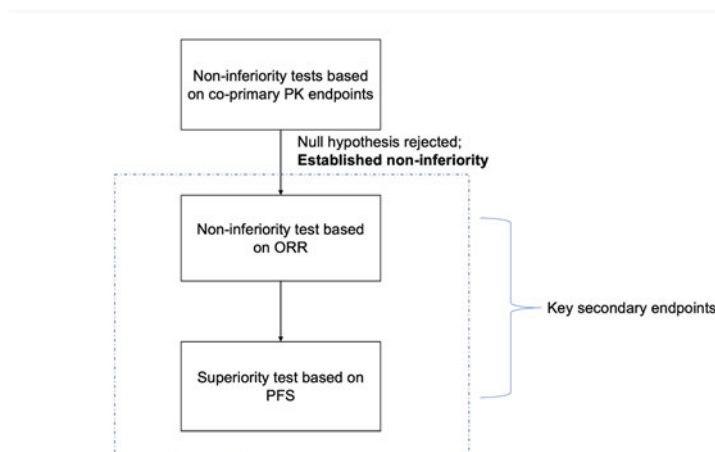 Non-inferiority tests based
on co-primary PK endpoints
Null hypothesis rejected;
Established non-inferiority
Non-inferiority test based
on ORR
Key secondary endpoints
Superiority test based on
PFS